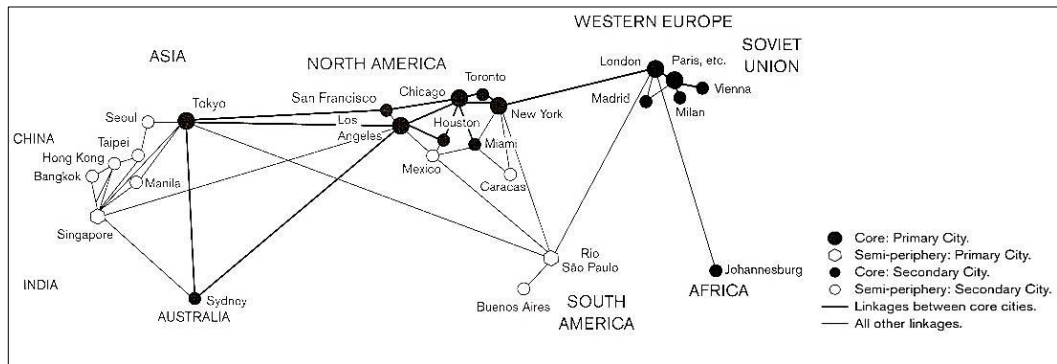 WESTERN EUROPE
SOVIET
UNION
ASIA
NORTH AMERICA
London
Paris, etc.
Toronto
Chicago
San Francisco
Vienna
Madrid
Milan
Tokyo
New York
Seoul
Los
Angeles
Houston
CHINA
Taipei
Miami
Hong Kong
Mexico
Bangkok
Manila
Caracas
Singapore
Rio
São Paulo
Johannesburg
INDIA
Buenos Aires
AFRICA
Sydney
AUSTRALIA
SOUTH
AMERICA
Core: Primary City.
Semi-periphery: Primary City.
Core: Secondary City.
Semi-periphery: Secondary City.
Linkages between core cities.
All other linkages.